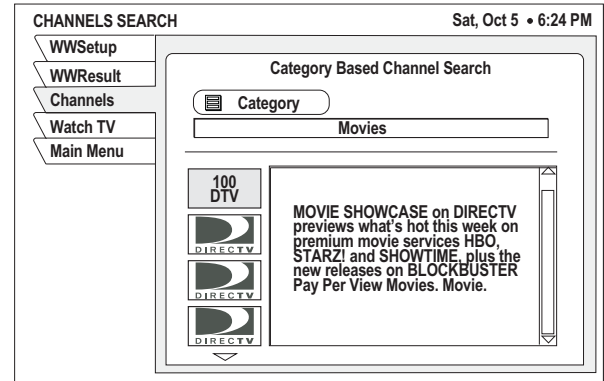 CHANNELS SEARCH
Sat, Oct 5 • 6:24 PM
WWSetup
WWResult
Channels
Watch TV
Main Menu
Category Based Channel Search
Category
Movies
100
DTV
DIRECTV
DIRECTV
DIRECTV
MOVIE SHOWCASE on DIRECTV
previews what's hot this week on
premium movie services HBO,
STARZ! and SHOWTIME, plus the
new releases on BLOCKBUSTER
Pay Per View Movies. Movie.